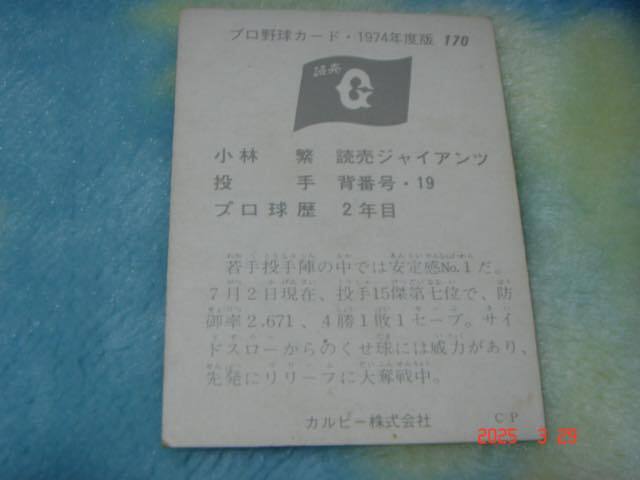 プロ野球カード・1974年度版 170
読売
G
小林 繁 読売ジャイアンツ
投 手 背番号・19
プロ球歴 2年目
若手投手陣の中では安定感No.1だ。
7月2日現在、投手15傑第七位で、防
御率2.671、4勝1敗1セーブ。サイ
ドスローからのくせ球には威力があり、
先発にリリーフに大奮戦中。
カルビー株式会社
CP
2025 3 29